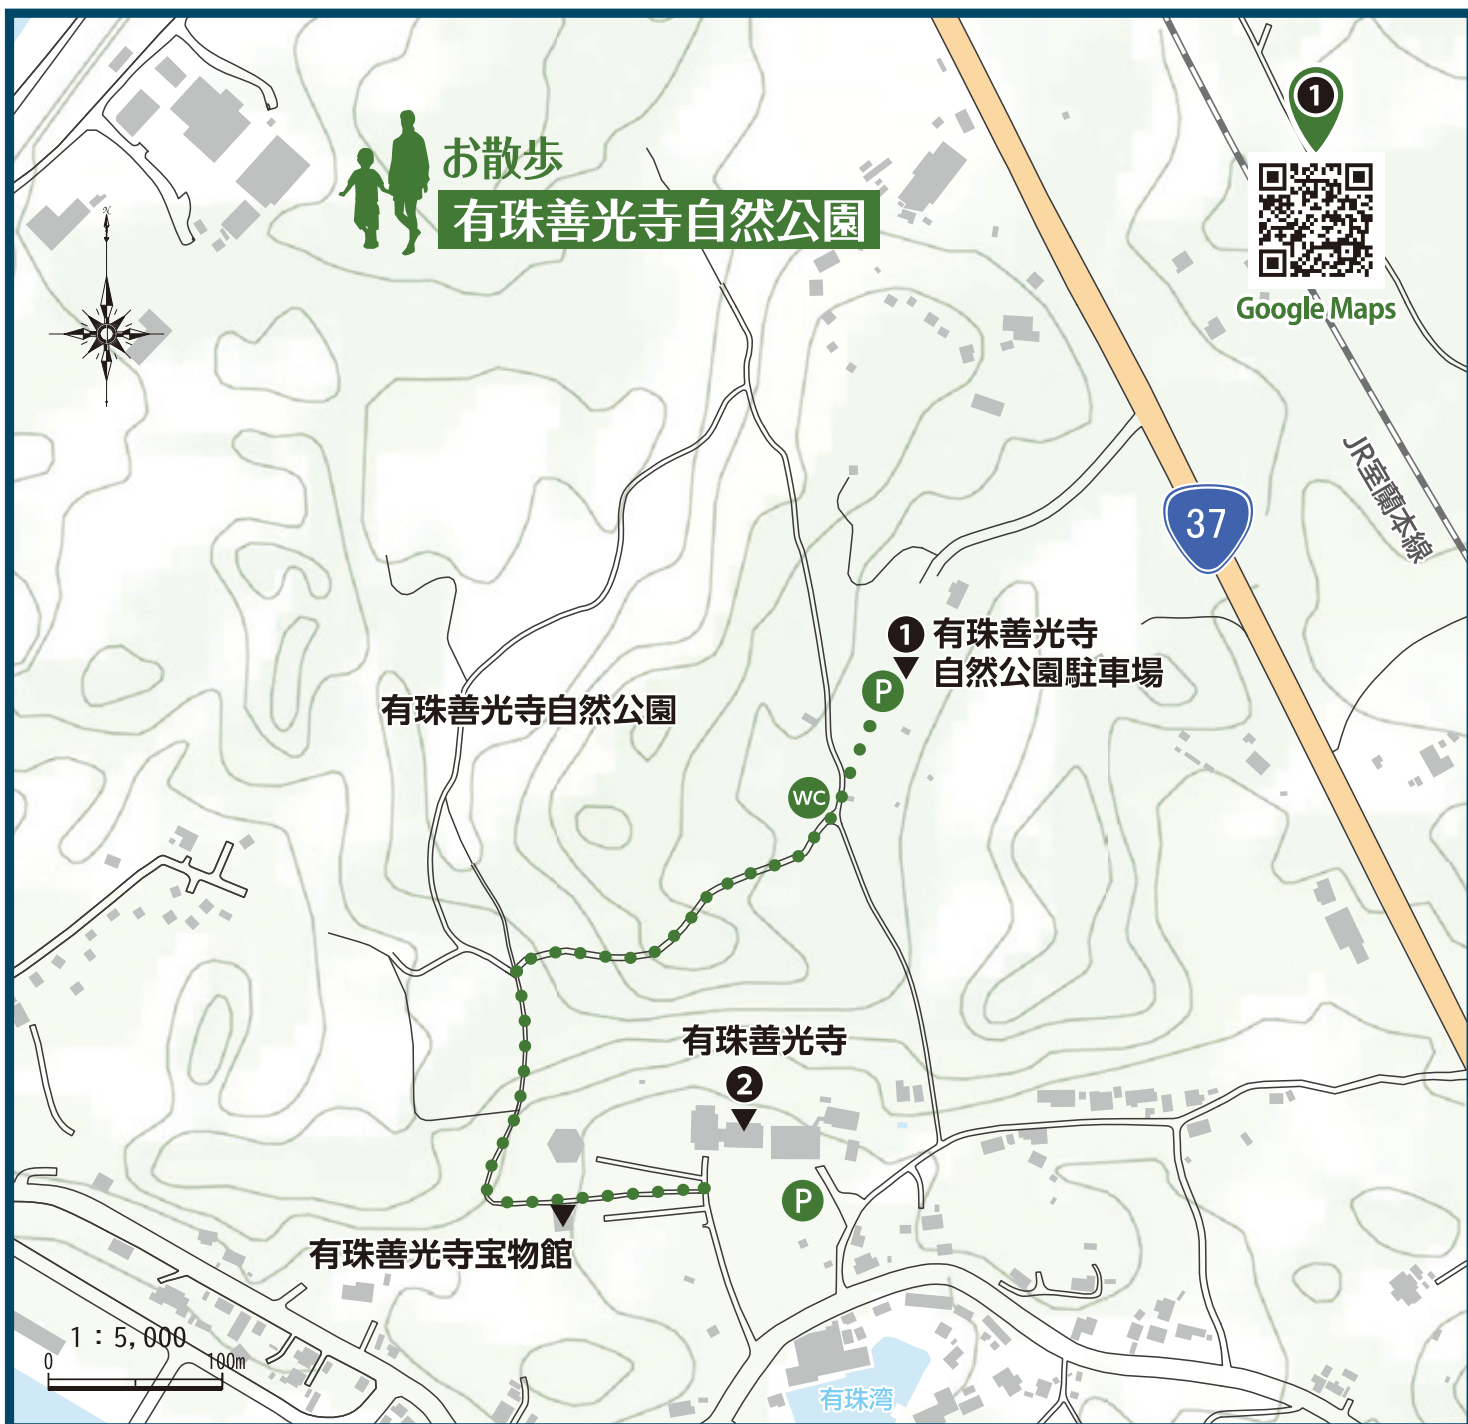 お散歩
有珠善光寺自然公園
1
Google Maps
N
JR室蘭本線
37
1 有珠善光寺
自然公園駐車場
P
有珠善光寺自然公園
WC
有珠善光寺
2
P
有珠善光寺宝物館
1：5,000
0 100m
有珠湾